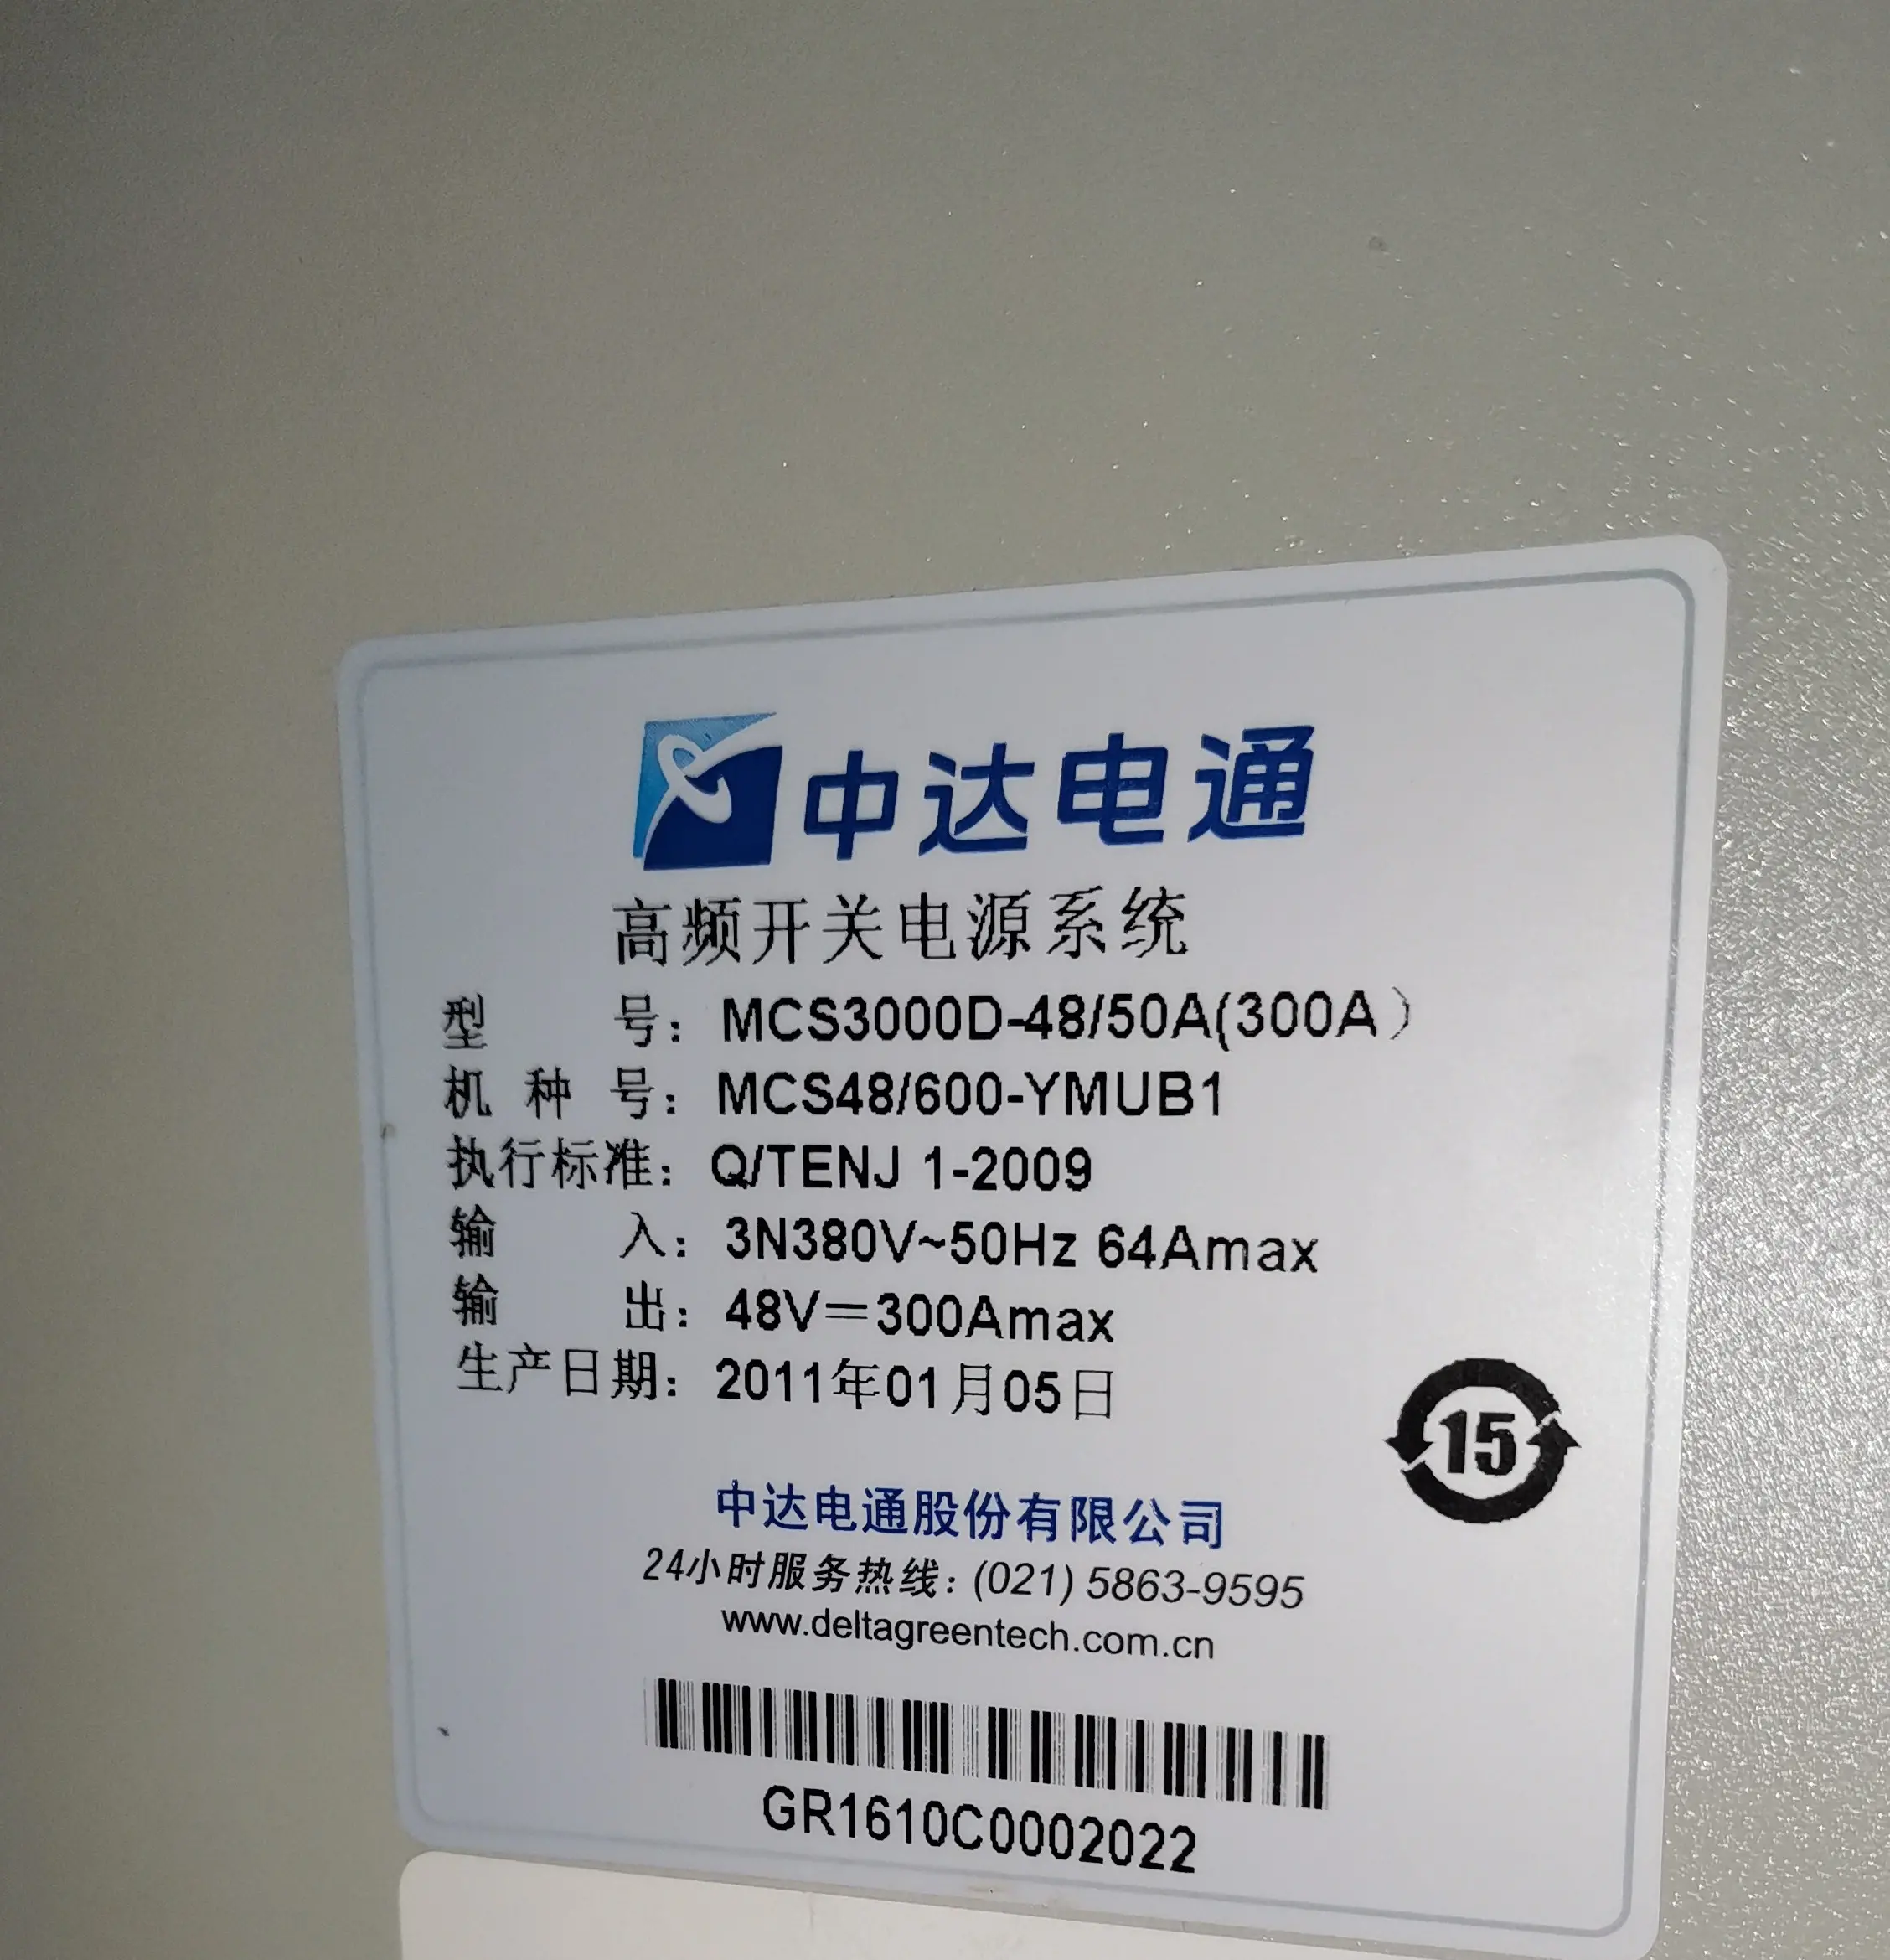 中达电通
高频开关电源系统
型 号：MCS3000D-48/50A(300A）
机 种 号：MCS48/600-YMUB1
执行标准：Q/TENJ 1-2009
输 入：3N380V~50Hz 64Amax
输 出：48V＝300Amax
生产日期：2011年01月05日
15
中达电通股份有限公司
24小时服务热线：(021) 5863-9595
www.deltagreentech.com.cn
GR1610C0002022